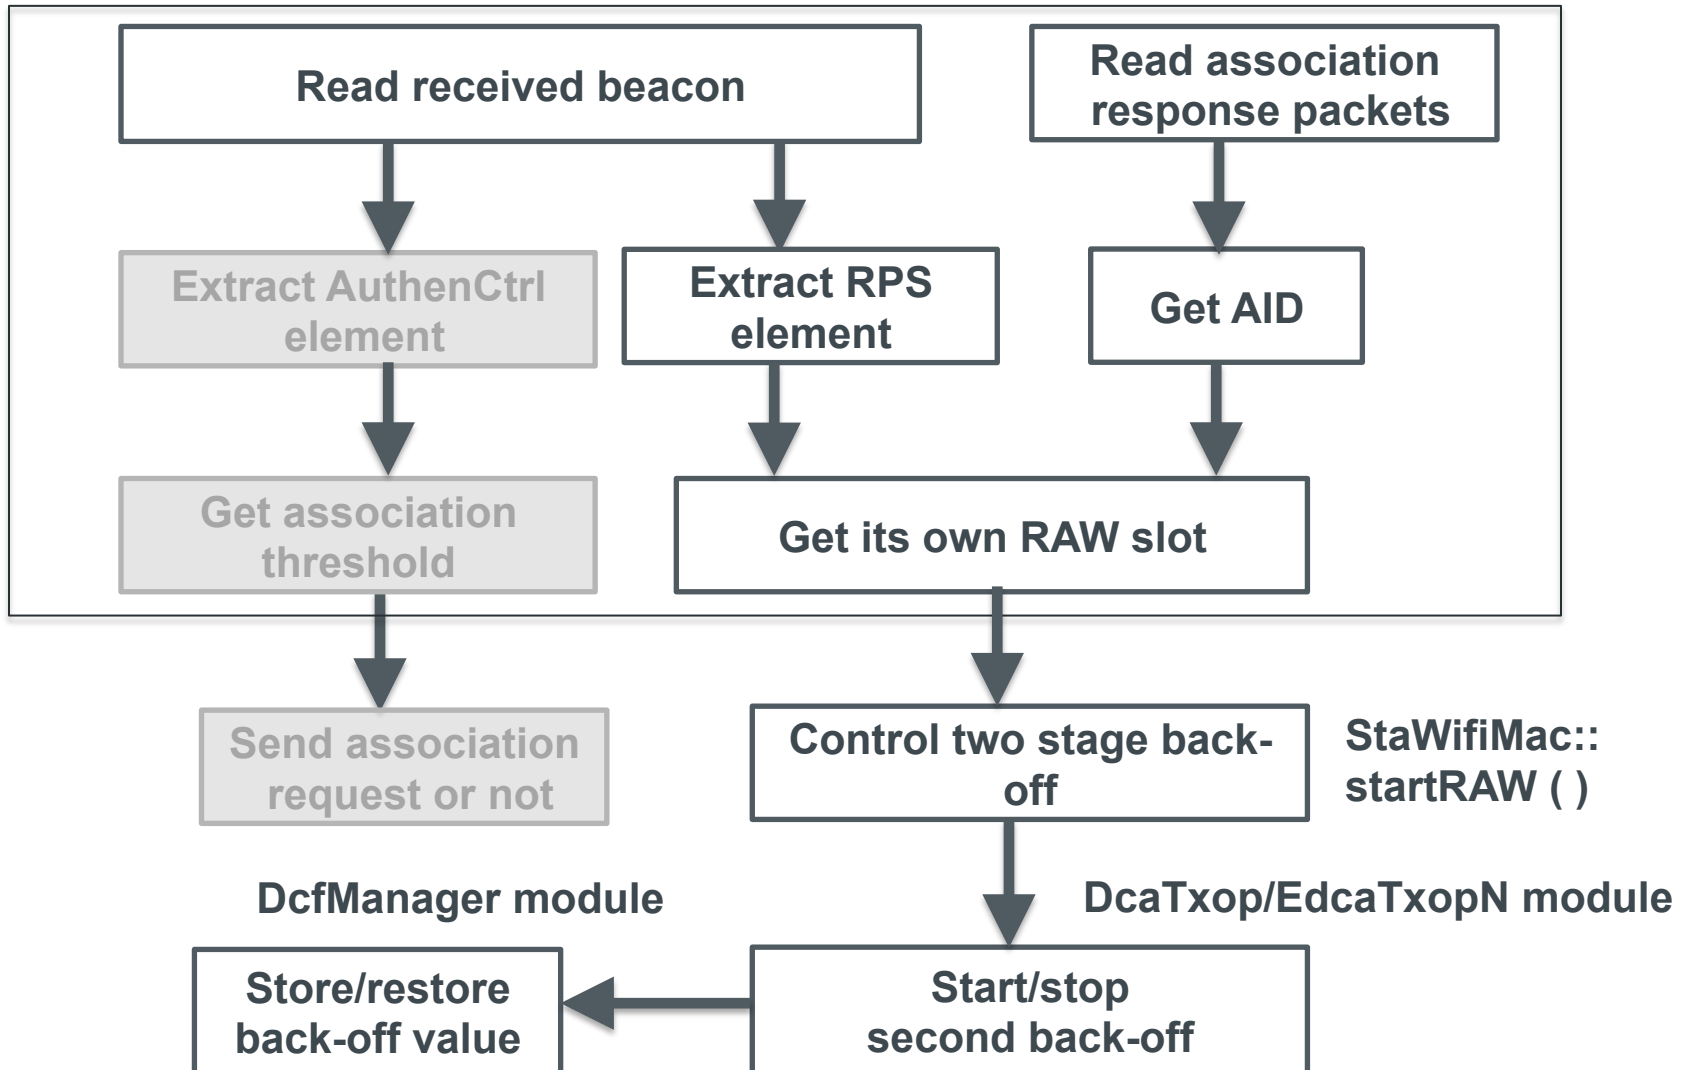 Read received beacon
Read association
response packets
Extract AuthenCtrl
element
Extract RPS
element
Get AID
Get association
threshold
Get its own RAW slot
Send association
request or not
Control two stage back-
off
StaWifiMac::
startRAW ( )
DcfManager module
DcaTxop/EdcaTxopN module
Store/restore
back-off value
Start/stop
second back-off